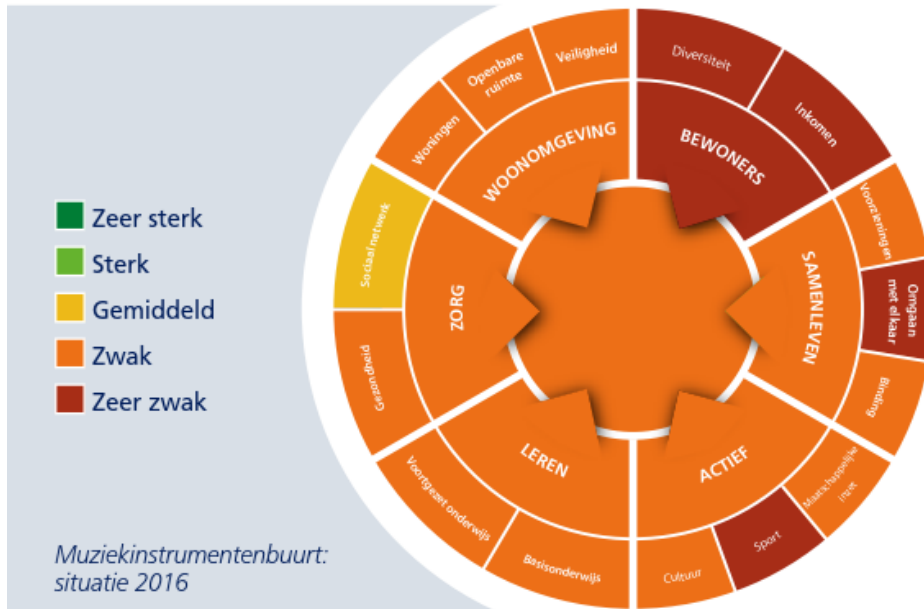 Zeer sterk
Sterk
Gemiddeld
Zwak
Zeer zwak
Muziekinstrumentenbuurt:
situatie 2016
WOONOMGEVING
Woningen
Openbare
ruimte
Veiligheid
BEWONERS
Diversiteit
Inkomen
SAMENLEVEN
Voorzieningen
Omgaan
met elkaar
Binding
ACTIEF
Maatschappelijke
inzet
Sport
Cultuur
LEREN
Basisonderwijs
Voortgezet onderwijs
ZORG
Gezondheid
Sociaal netwerk